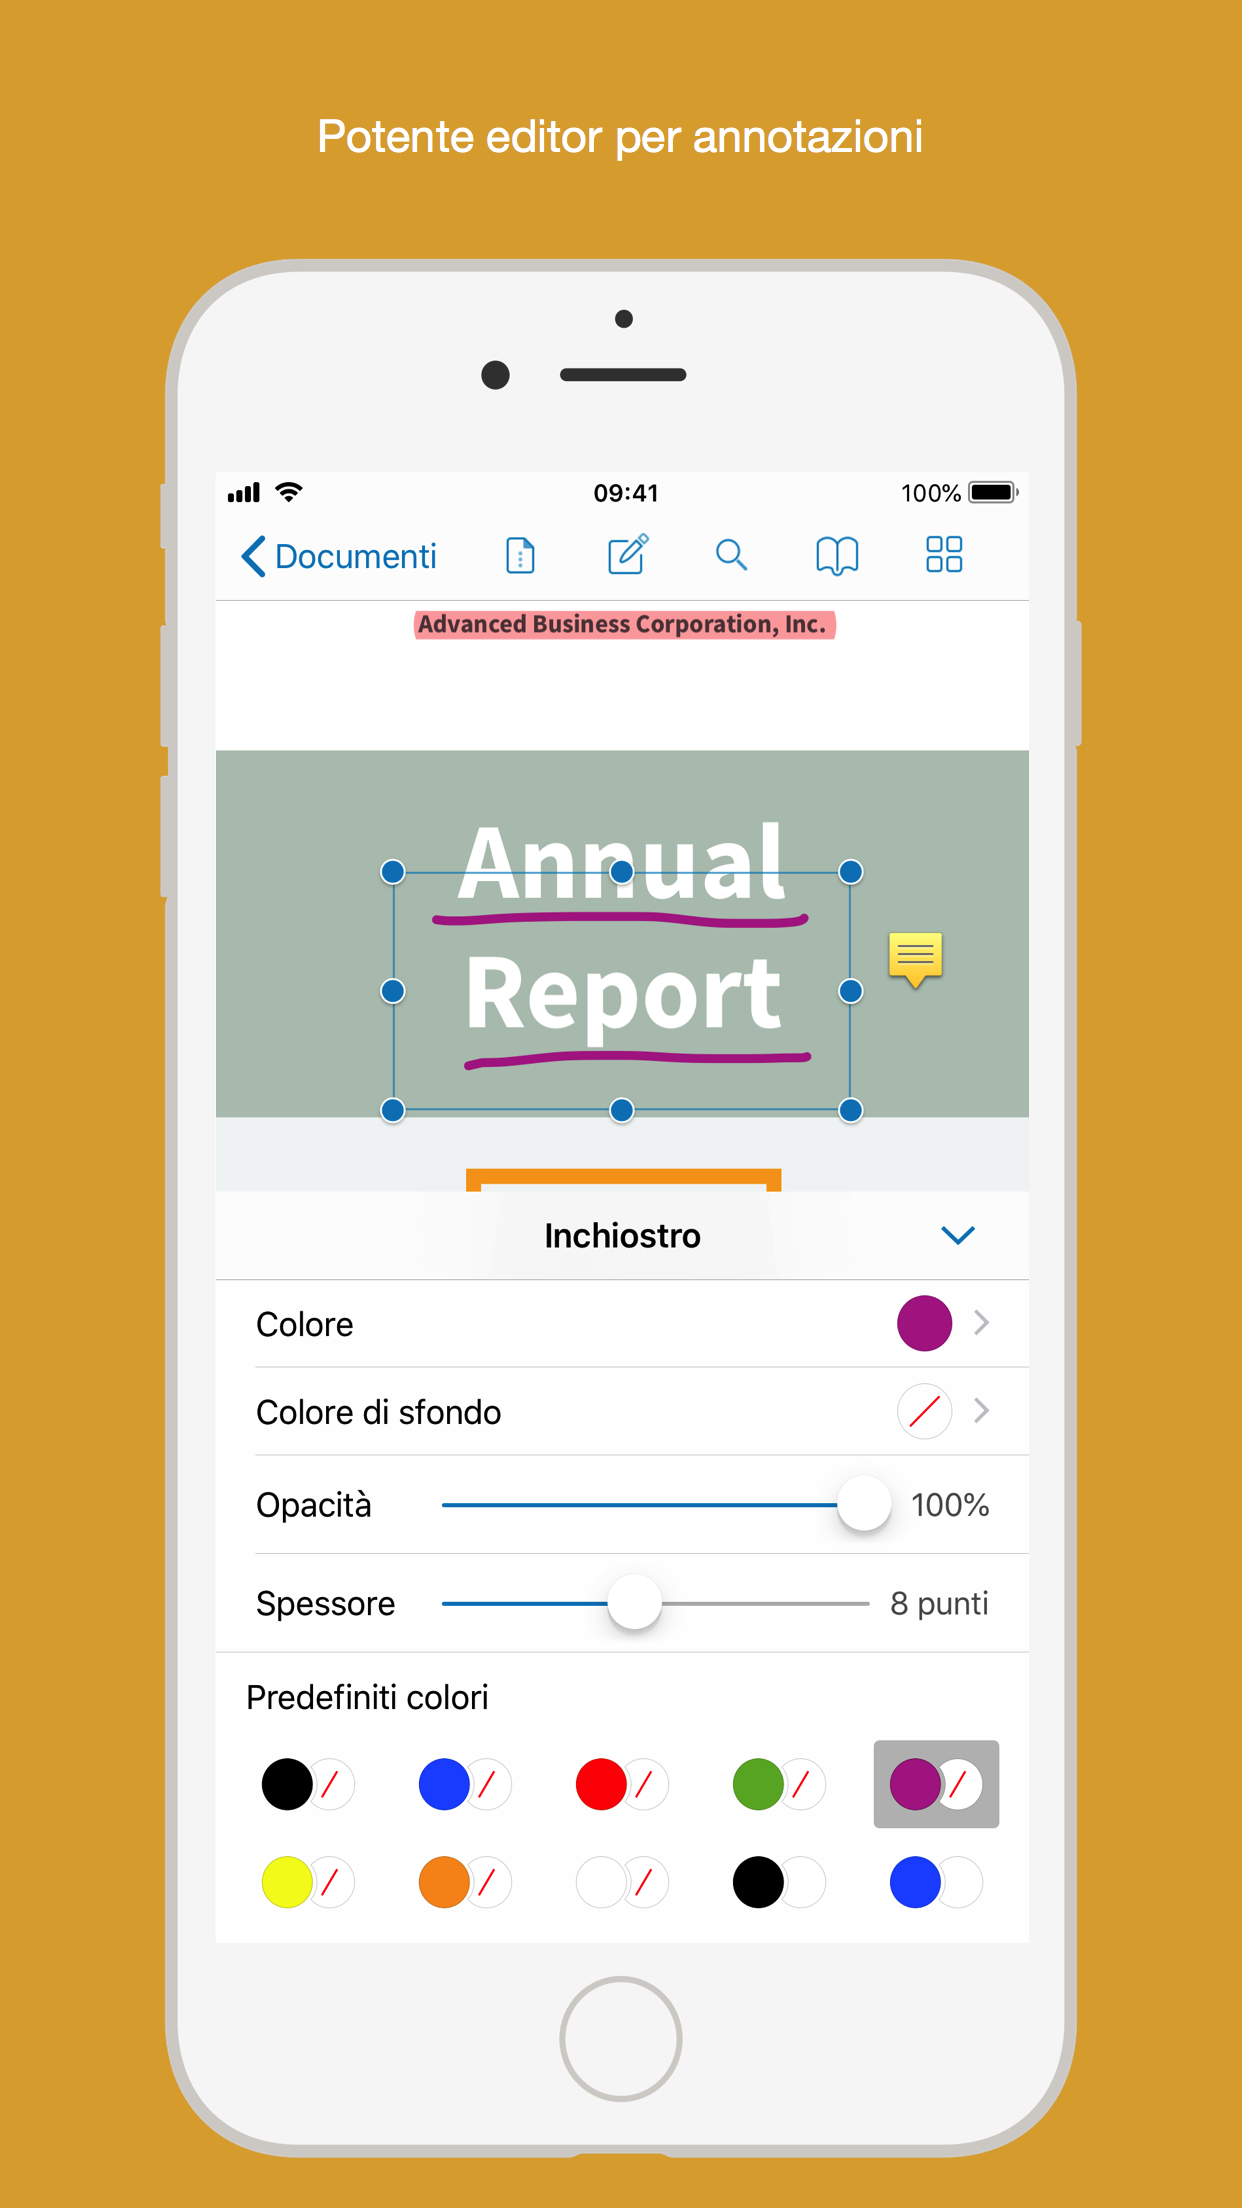 Potente editor per annotazioni
09:41
100%
Documenti
Advanced Business Corporation, Inc.
Annual
Report
Inchiostro
Colore
Colore di sfondo
Opacità 100%
Spessore 8 punti
Predefiniti colori